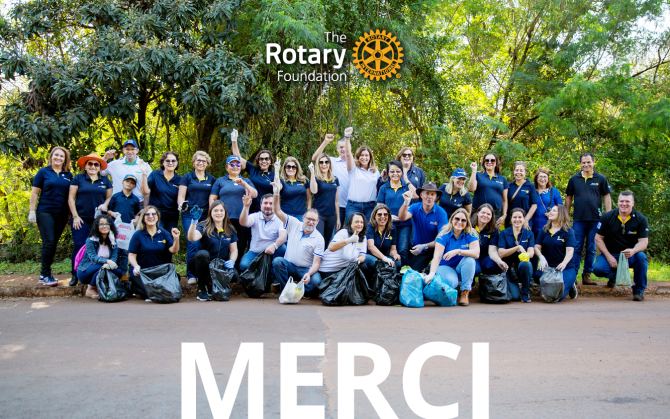 The
Rotary
Foundation
MERCI